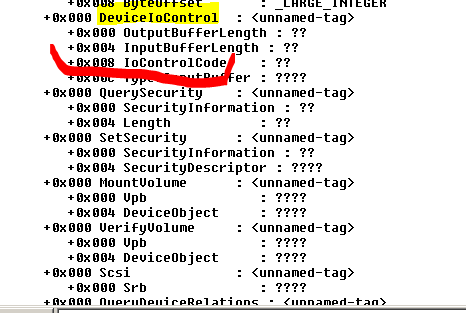 +0x008 ByteOffset : _LARGE_INTEGER
+0x000 DeviceIoControl : <unnamed-tag>
+0x000 OutputBufferLength : ??
+0x004 InputBufferLength : ??
+0x008 IoControlCode : ??
+0x00c Type3InputBuffer : ????
+0x000 QuerySecurity : <unnamed-tag>
+0x000 SecurityInformation : ??
+0x004 Length : ??
+0x000 SetSecurity : <unnamed-tag>
+0x000 SecurityInformation : ??
+0x004 SecurityDescriptor : ????
+0x000 MountVolume : <unnamed-tag>
+0x000 Vpb : ????
+0x004 DeviceObject : ????
+0x000 VerifyVolume : <unnamed-tag>
+0x000 Vpb : ????
+0x004 DeviceObject : ????
+0x000 Scsi : <unnamed-tag>
+0x000 Srb : ????
+0x000 QueryDeviceRelations : <unnamed-tag>